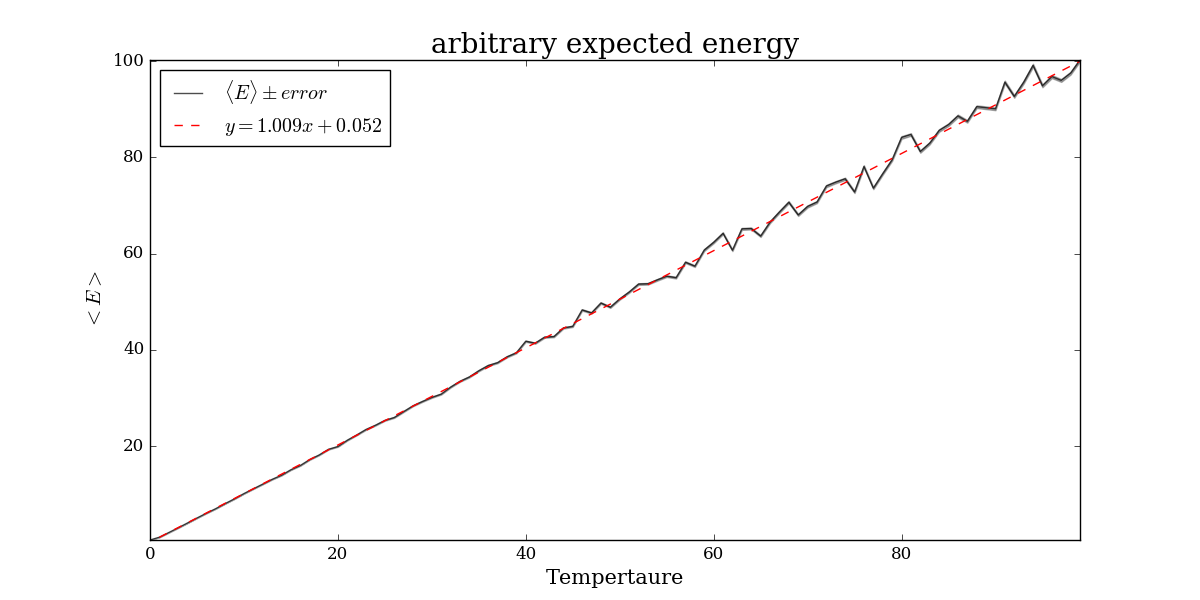 arbitrary expected energy
100
80
60
40
20
⟨E⟩ ± error
y = 1.009x + 0.052
< E >
0 20 40 60 80
Tempertaure